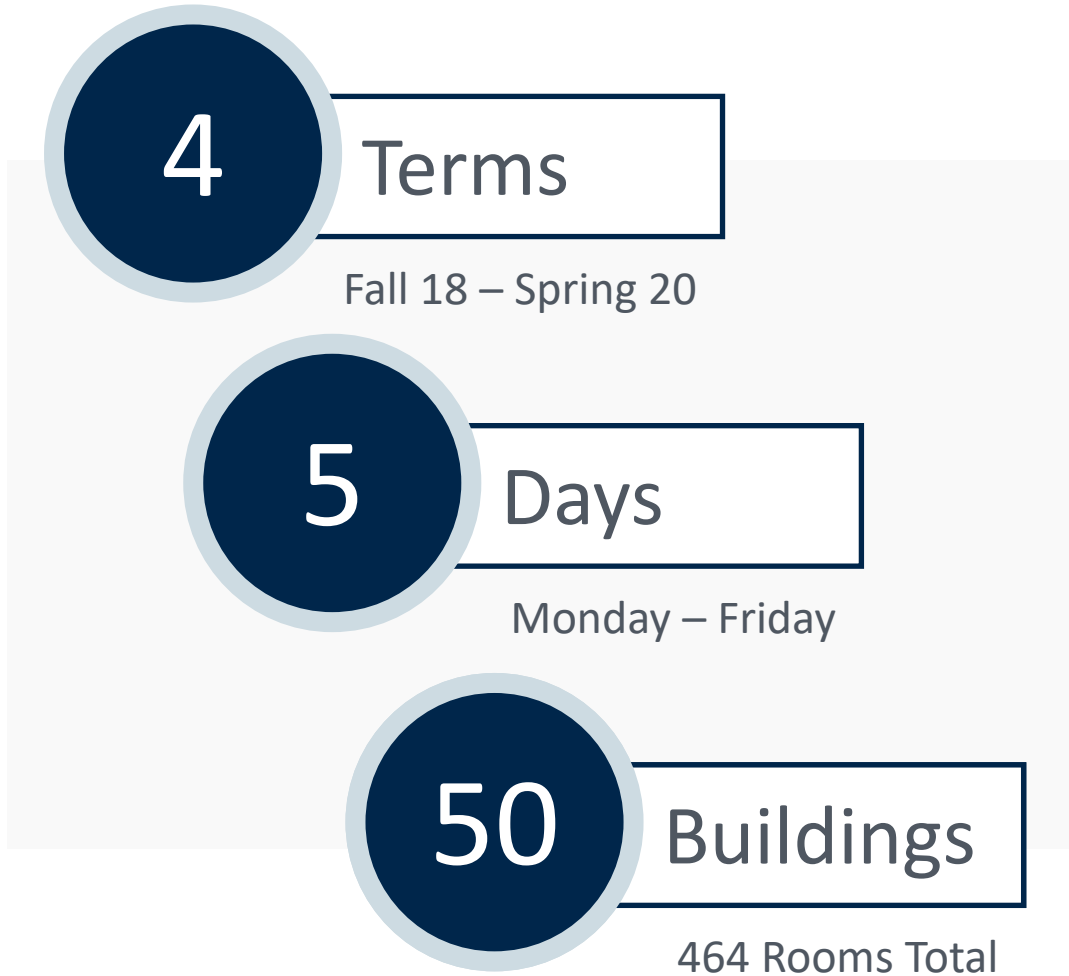 4
Terms
Fall 18 – Spring 20
5
Days
Monday – Friday
50
Buildings
464 Rooms Total